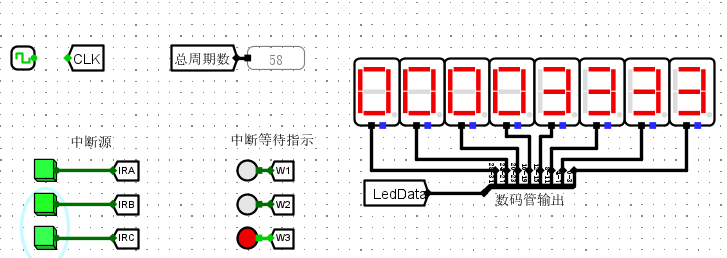 CLK
总周期数
58
00003333
中断源
中断等待指示
IRA
W1
IRB
W2
LedData
数码管输出
IRC
W3